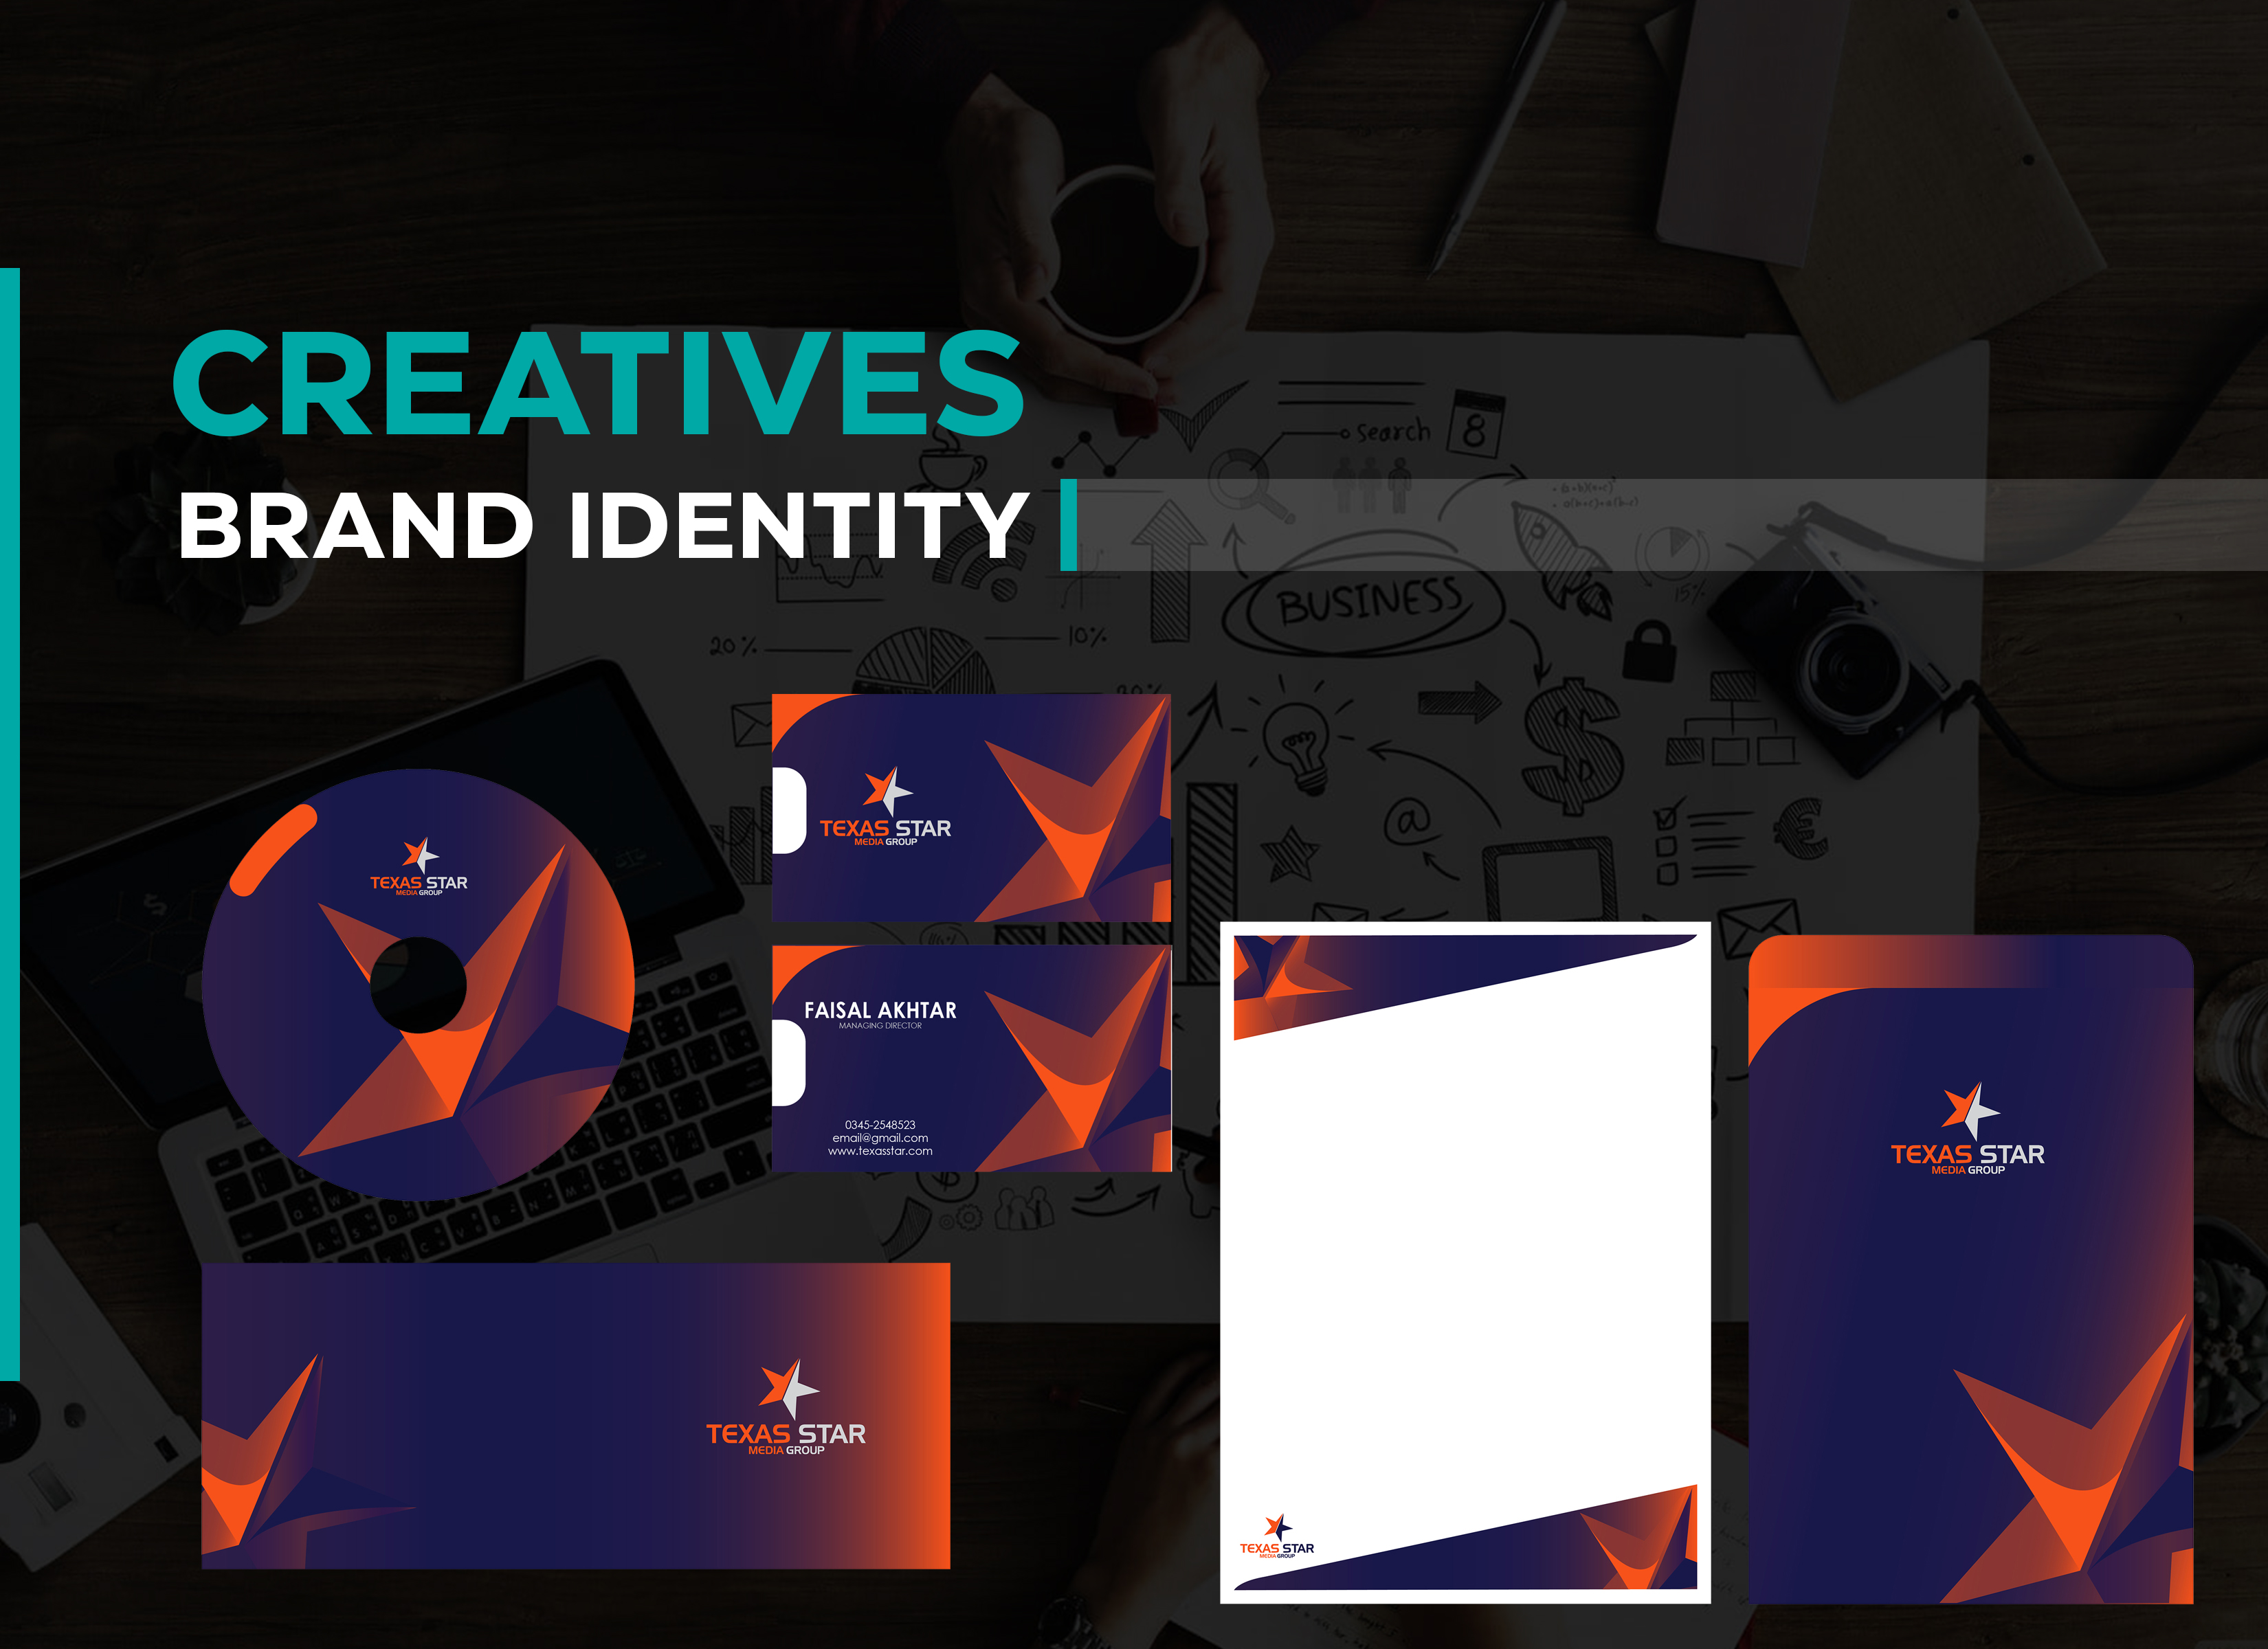 CREATIVES
BRAND IDENTITY
search
8
BUSINESS
15%
20%
10%
TEXAS STAR
MEDIA GROUP
TEXAS STAR
MEDIA GROUP
FAISAL AKHTAR
MANAGING DIRECTOR
0345-2548523
email@gmail.com
www.texasstar.com
TEXAS STAR
MEDIA GROUP
TEXAS STAR
MEDIA GROUP
TEXAS STAR
MEDIA GROUP